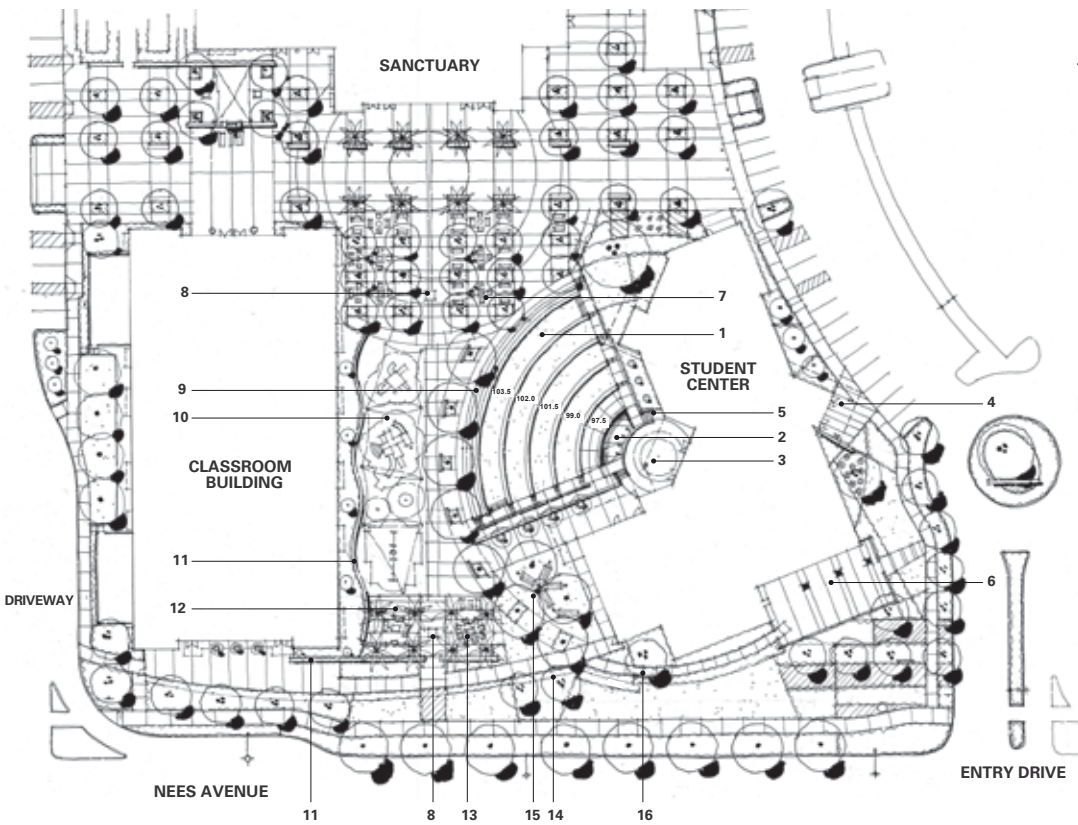 SANCTUARY
8
7
1
STUDENT
CENTER
9
103.5
102.0
101.5
99.0
97.5
4
10
5
2
3
CLASSROOM
BUILDING
11
6
DRIVEWAY
12
NEES AVENUE
ENTRY DRIVE
11
8
13
15
14
16